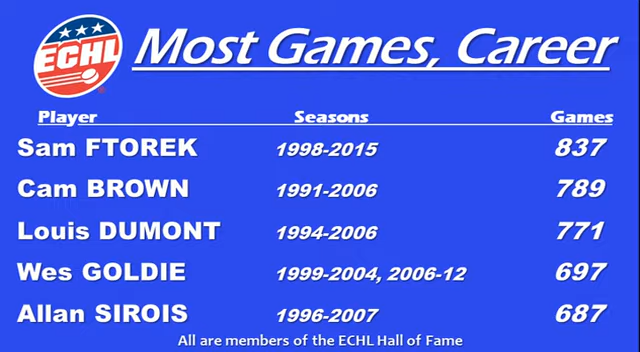 ECHL
Most Games, Career
Player Seasons Games
Sam FTOREK 1998-2015 837
Cam BROWN 1991-2006 789
Louis DUMONT 1994-2006 771
Wes GOLDIE 1999-2004, 2006-12 697
Allan SIROIS 1996-2007 687
All are members of the ECHL Hall of Fame